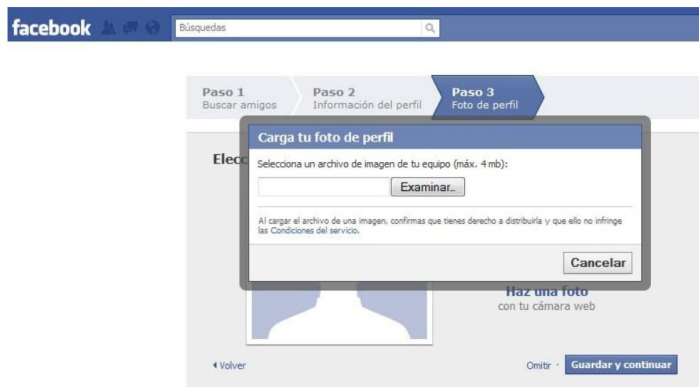 facebook
Búsquedas
Paso 1
Buscar amigos
Paso 2
Información del perfil
Paso 3
Foto de perfil
Elecc
Carga tu foto de perfil
Selecciona un archivo de imagen de tu equipo (máx. 4 mb):
Examinar...
Al cargar el archivo de una imagen, confirmas que tienes derecho a distribuirla y que ello no infringe
las Condiciones del servicio.
Cancelar
Haz una foto
con tu cámara web
Volver
Omitir · Guardar y continuar